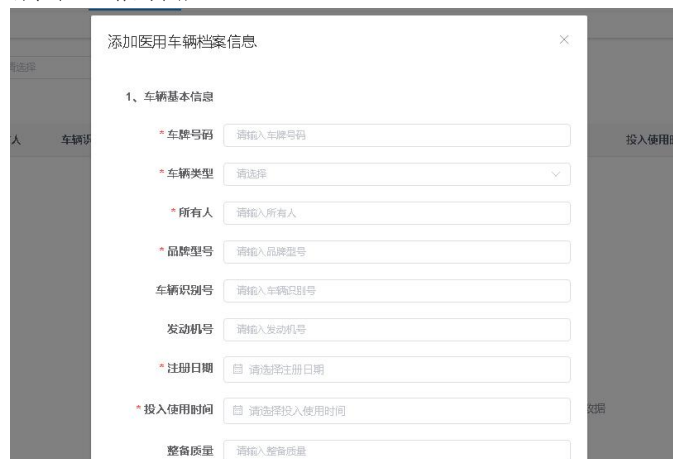 添加医用车辆档案信息
请选择
1、车辆基本信息
人 车辆识 投入使用时
* 车牌号码 请输入车牌号码
* 车辆类型 请选择
* 所有人 请输入所有人
* 品牌型号 请输入品牌型号
车辆识别号 请输入车辆识别号
发动机号 请输入发动机号
* 注册日期 请选择注册日期
* 投入使用时间 请选择投入使用时间
数据
整备质量 请输入整备质量